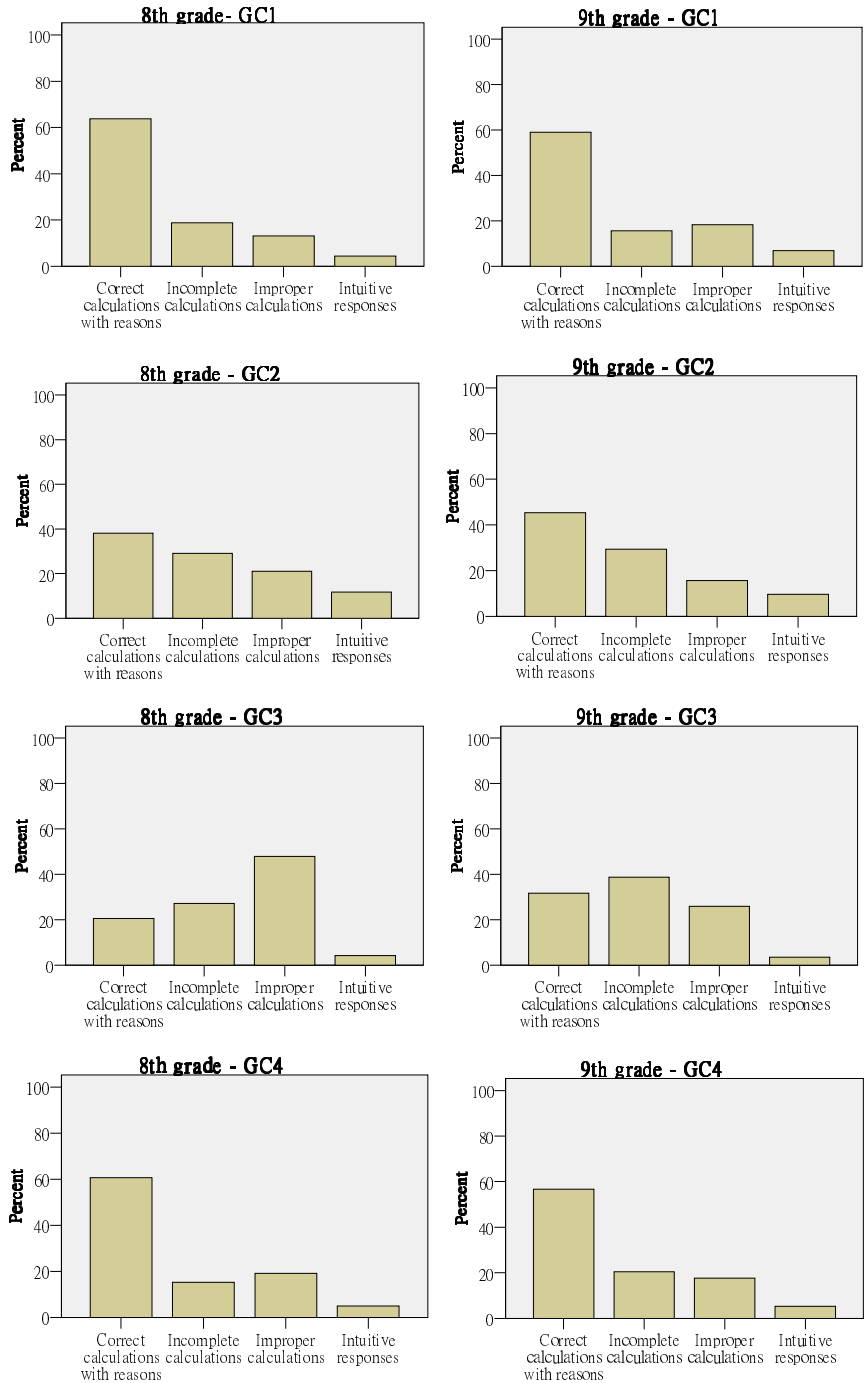 8th grade- GC1
100
80
60
40
20
0
Percent
Correct calculations with reasons
Incomplete calculations
Improper calculations
Intuitive responses
9th grade - GC1
100
80
60
40
20
0
Percent
Correct calculations with reasons
Incomplete calculations
Improper calculations
Intuitive responses
8th grade - GC2
100
80
60
40
20
0
Percent
Correct calculations with reasons
Incomplete calculations
Improper calculations
Intuitive responses
9th grade - GC2
100
80
60
40
20
0
Percent
Correct calculations with reasons
Incomplete calculations
Improper calculations
Intuitive responses
8th grade - GC3
100
80
60
40
20
0
Percent
Correct calculations with reasons
Incomplete calculations
Improper calculations
Intuitive responses
9th grade - GC3
100
80
60
40
20
0
Percent
Correct calculations with reasons
Incomplete calculations
Improper calculations
Intuitive responses
8th grade - GC4
100
80
60
40
20
0
Percent
Correct calculations with reasons
Incomplete calculations
Improper calculations
Intuitive responses
9th grade - GC4
100
80
60
40
20
0
Percent
Correct calculations with reasons
Incomplete calculations
Improper calculations
Intuitive responses